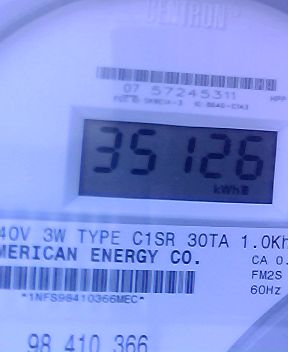 CENTRON
07 57245311
35126
kWh
40V 3W TYPE C1SR 30TA 1.0Kh
MERICAN ENERGY CO.
CA 0.
FM2S
60Hz
*1NFS98410366MEC*
98 410 366